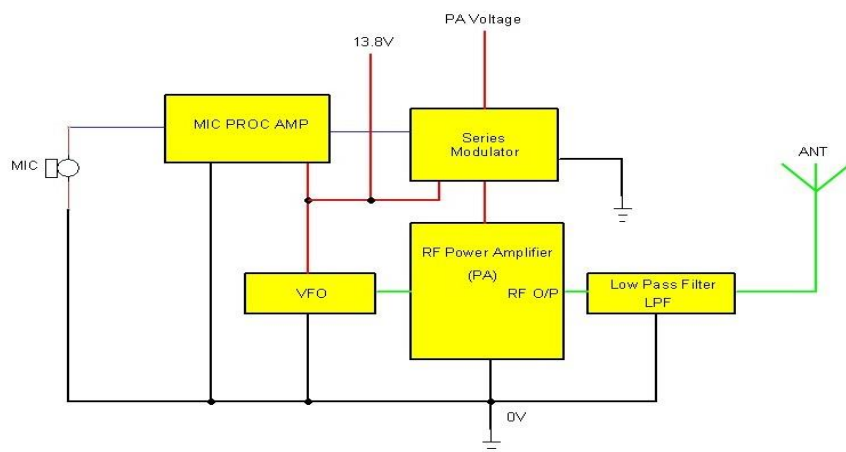 PA Voltage
13.8V
MIC PROC AMP
Series
Modulator
ANT
MIC
RF Power Amplifier
(PA)
RF O/P
VFO
Low Pass Filter
LPF
0V